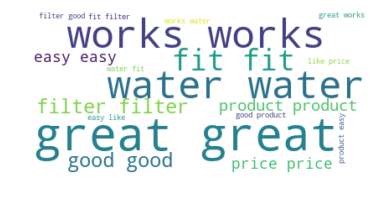 filter good
fit filter
works water
great works
works works
easy easy
fit fit
like price
water fit
water water
filter filter
product product
easy like
good product
great great
product easy
good good
price price